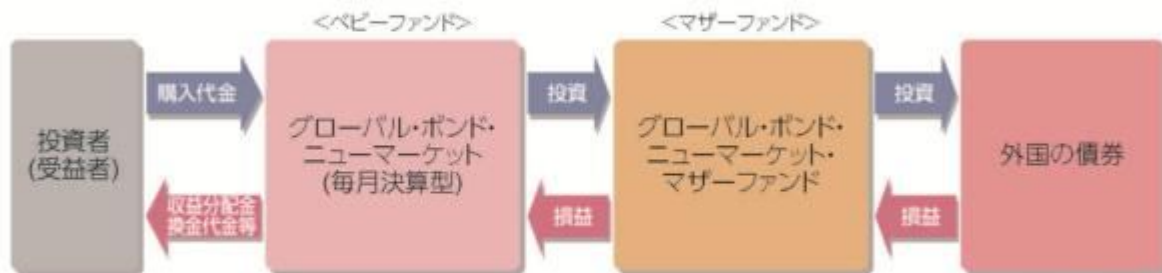 <ベビーファンド>
<マザーファンド>
投資者
(受益者)
購入代金
収益分配金
換金代金等
グローバル・ボンド・
ニューマーケット
(毎月決算型)
投資
損益
グローバル・ボンド・
ニューマーケット・
マザーファンド
投資
損益
外国の債券